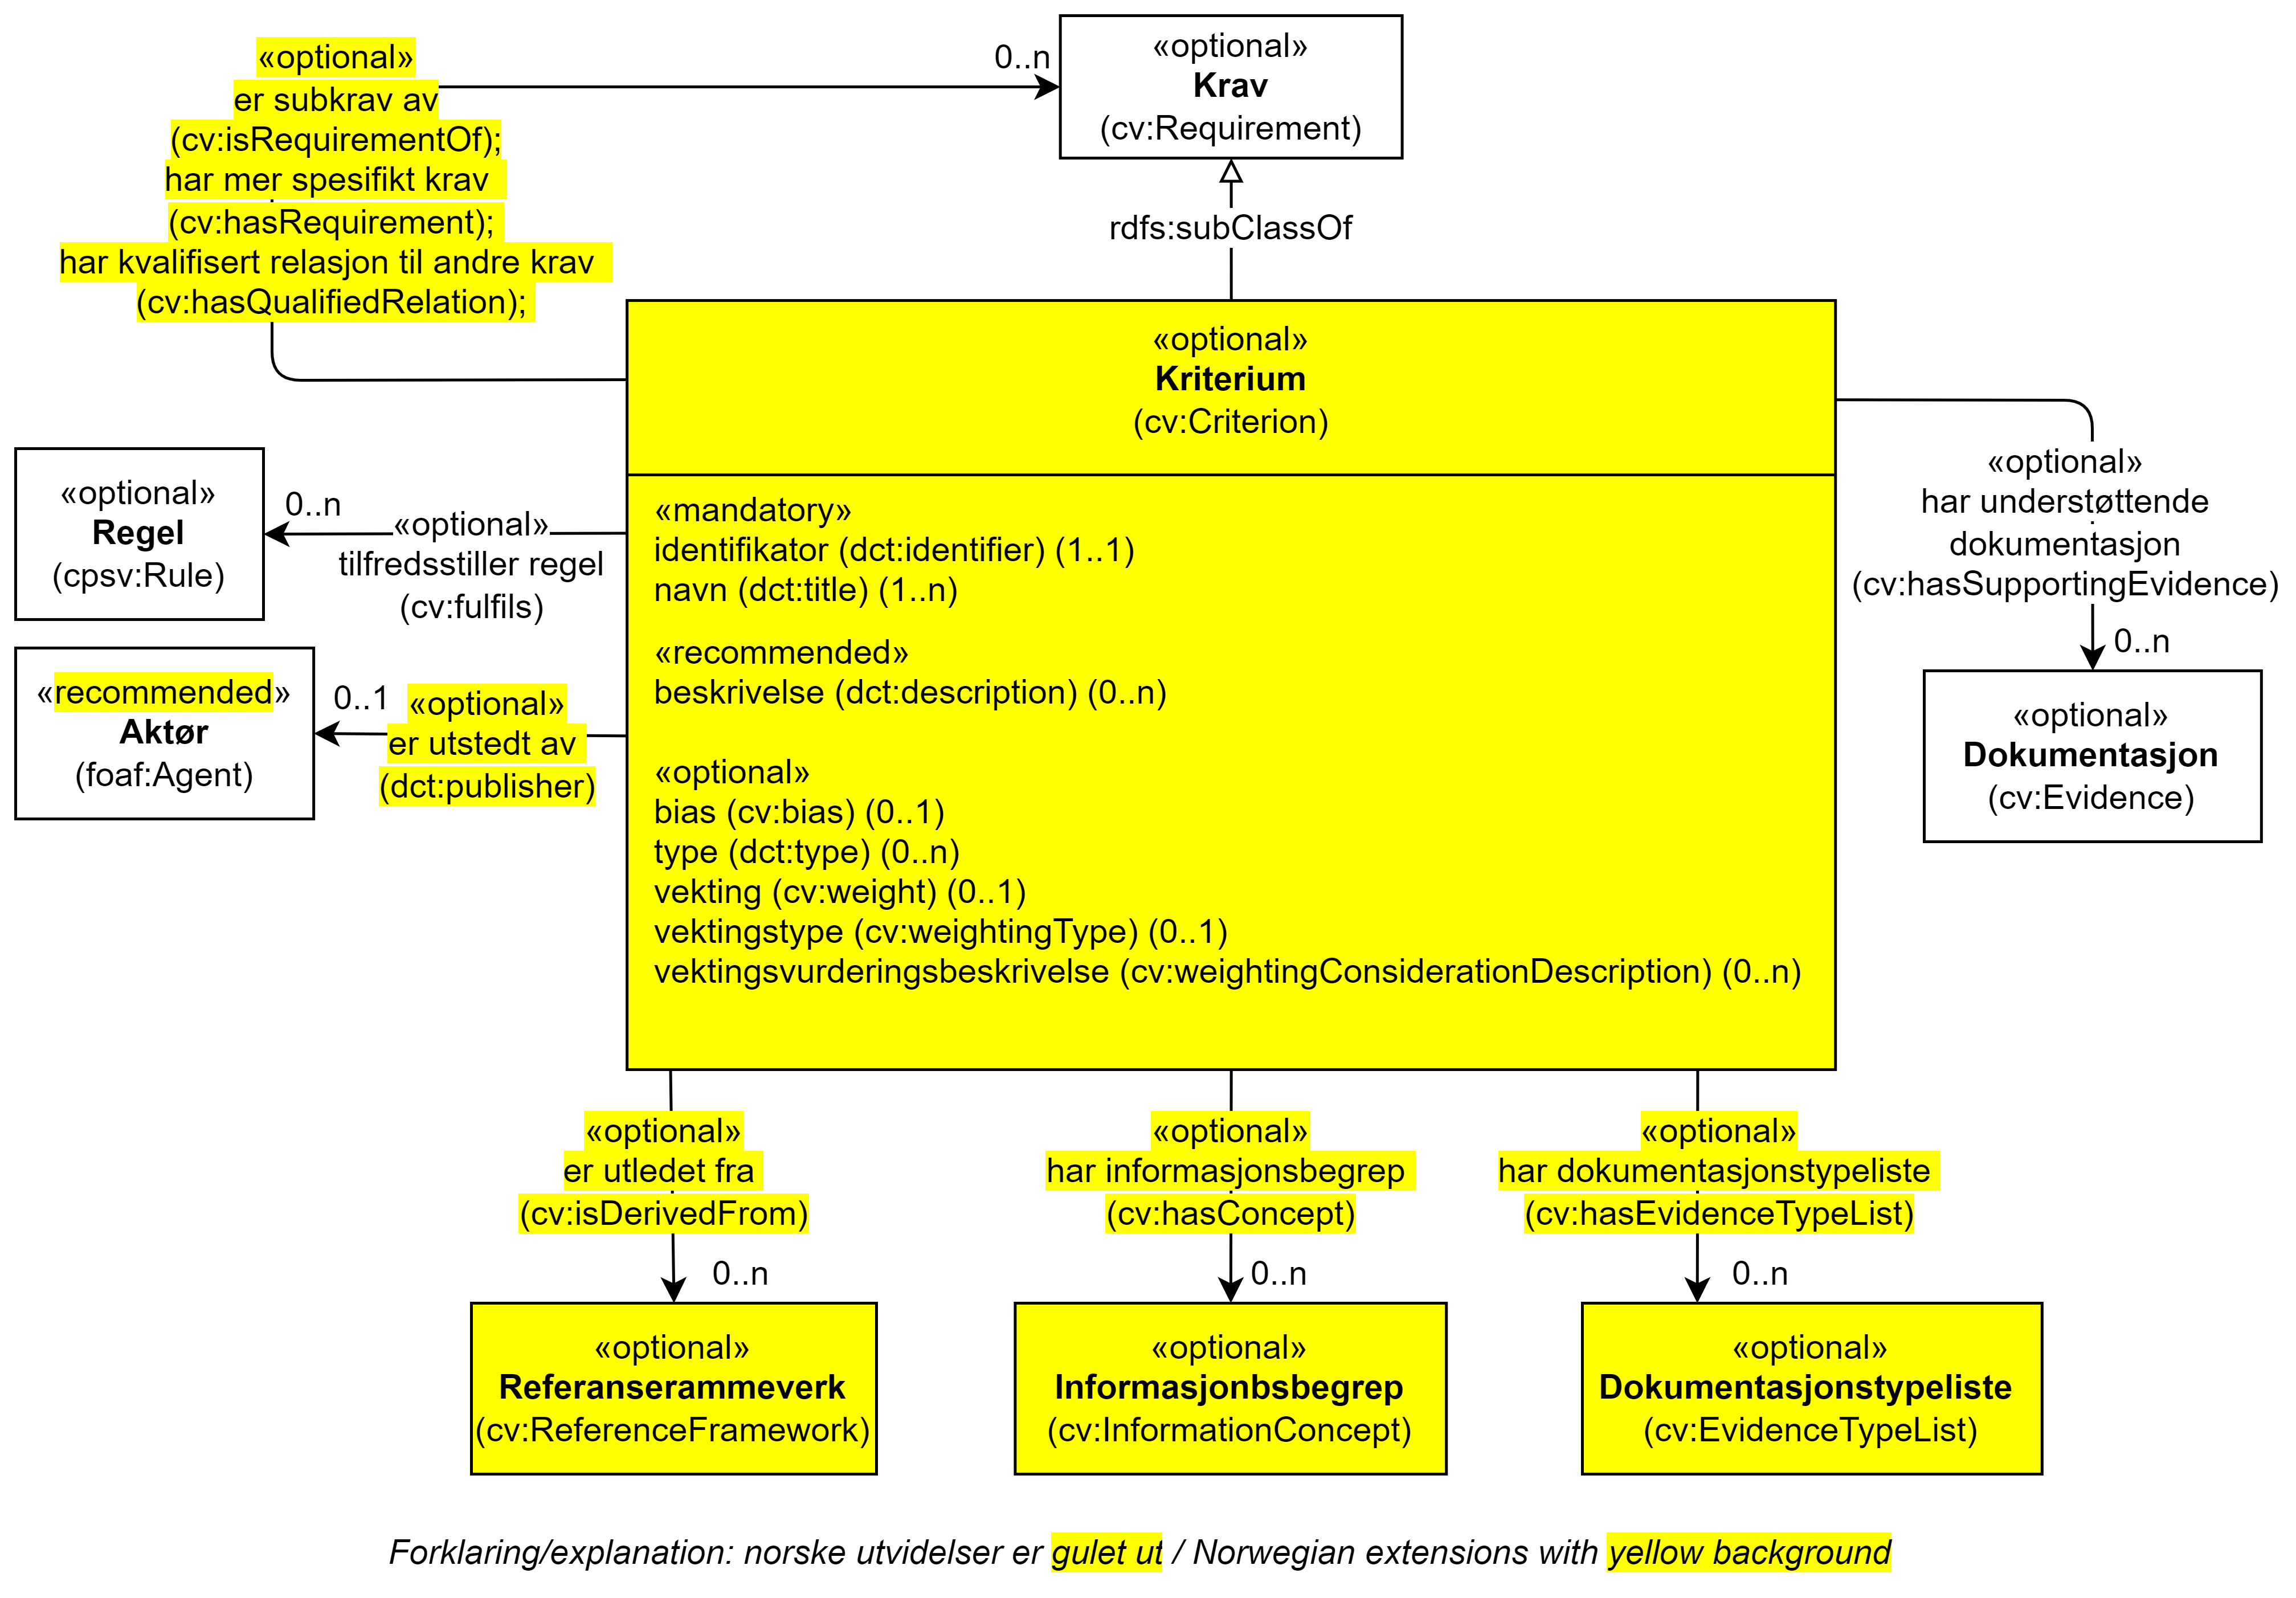 «optional»
er subkrav av
(cv:isRequirementOf);
har mer spesifikt krav
(cv:hasRequirement);
har kvalifisert relasjon til andre krav
(cv:hasQualifiedRelation);
0..n
«optional»
Krav
(cv:Requirement)
rdfs:subClassOf
«optional»
Kriterium
(cv:Criterion)
«mandatory»
identifikator (dct:identifier) (1..1)
navn (dct:title) (1..n)
«recommended»
beskrivelse (dct:description) (0..n)
«optional»
bias (cv:bias) (0..1)
type (dct:type) (0..n)
vekting (cv:weight) (0..1)
vektingstype (cv:weightingType) (0..1)
vektingsvurderingsbeskrivelse (cv:weightingConsiderationDescription) (0..n)
«optional»
Regel
(cpsv:Rule)
0..n
«optional»
tilfredsstiller regel
(cv:fulfils)
«recommended»
Aktør
(foaf:Agent)
0..1
«optional»
er utstedt av
(dct:publisher)
«optional»
har understøttende
dokumentasjon
(cv:hasSupportingEvidence)
0..n
«optional»
Dokumentasjon
(cv:Evidence)
«optional»
er utledet fra
(cv:isDerivedFrom)
0..n
«optional»
Referanserammeverk
(cv:ReferenceFramework)
«optional»
har informasjonsbegrep
(cv:hasConcept)
0..n
«optional»
Informasjonbsbegrep
(cv:InformationConcept)
«optional»
har dokumentasjonstypeliste
(cv:hasEvidenceTypeList)
0..n
«optional»
Dokumentasjonstypeliste
(cv:EvidenceTypeList)
Forklaring/explanation: norske utvidelser er gulet ut / Norwegian extensions with yellow background